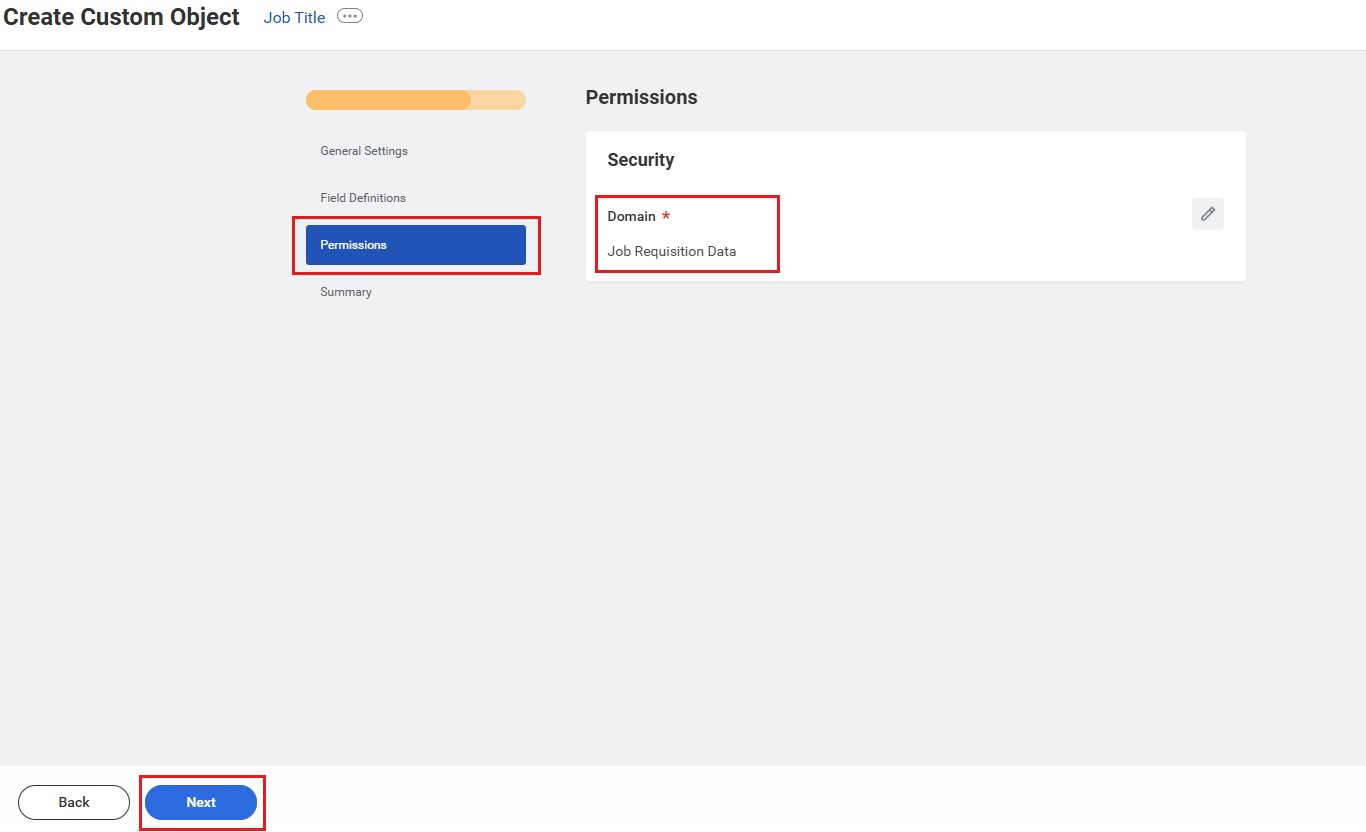 Create Custom Object Job Title
General Settings
Field Definitions
Permissions
Summary
Permissions
Security
Domain *
Job Requisition Data
Back Next